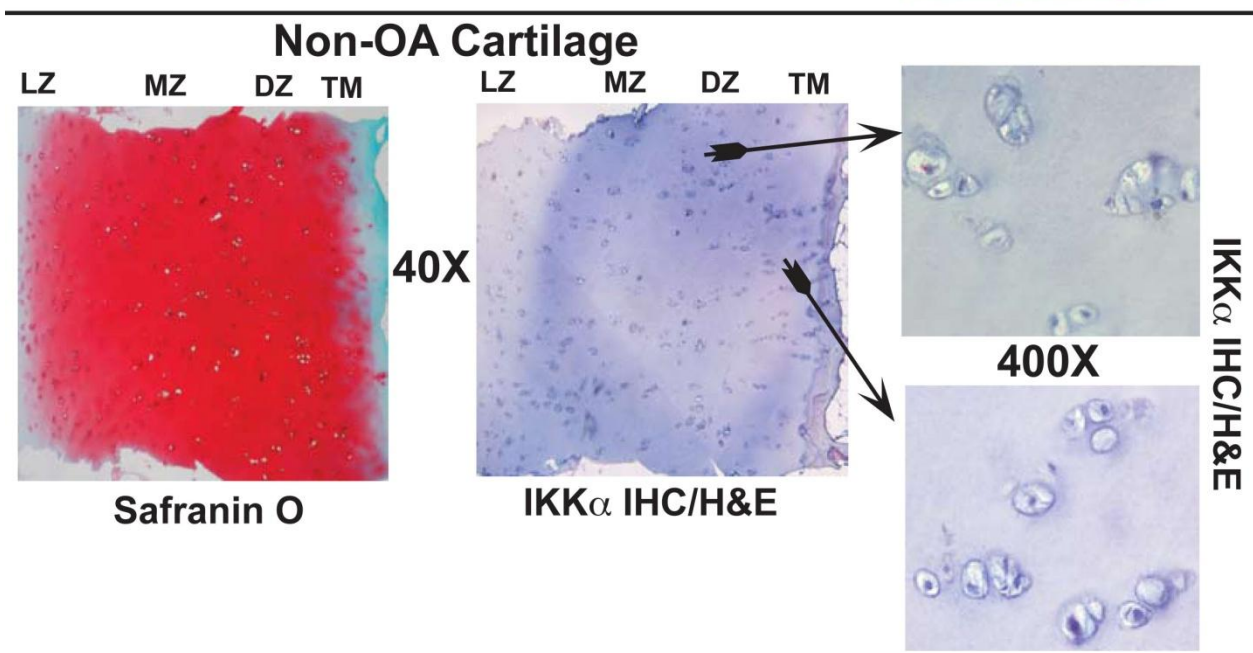 Non-OA Cartilage
LZ MZ DZ TM
LZ MZ DZ TM
40X
Safranin O
IKKα IHC/H&E
400X
IKKα IHC/H&E